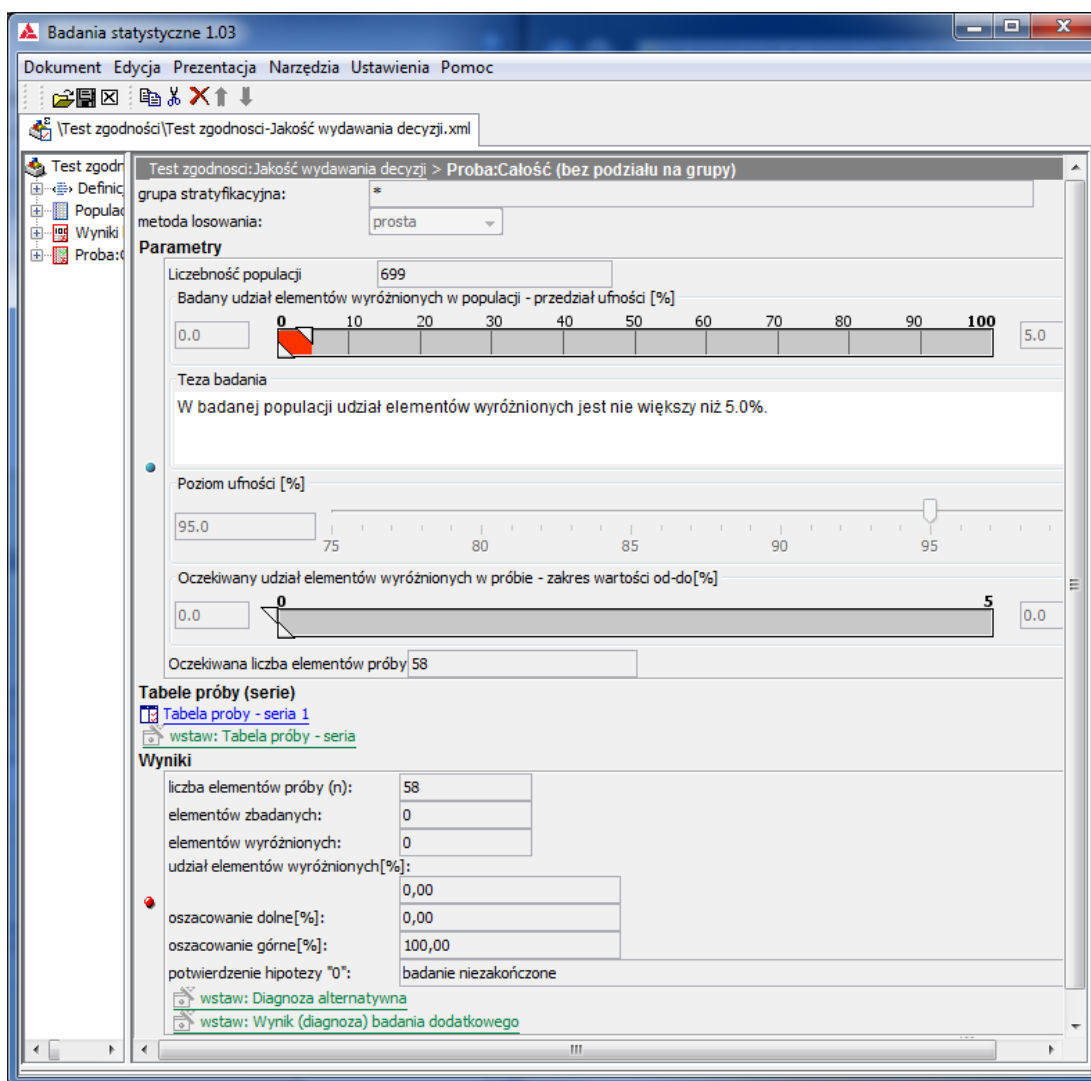 Badania statystyczne 1.03
Dokument Edycja Prezentacja Narzędzia Ustawienia Pomoc
\Test zgodności\Test zgodnosci-Jakość wydawania decyzji.xml
Test zgodn
Definic
Populac
Wyniki
Proba:C
Test zgodnosci:Jakość wydawania decyzji > Proba:Całość (bez podziału na grupy)
grupa stratyfikacyjna: *
metoda losowania: prosta
Parametry
Liczebność populacji 699
Badany udział elementów wyróżnionych w populacji - przedział ufności [%]
0 10 20 30 40 50 60 70 80 90 100
0.0 5.0
Teza badania
W badanej populacji udział elementów wyróżnionych jest nie większy niż 5.0%.
Poziom ufności [%]
95.0
75 80 85 90 95
Oczekiwany udział elementów wyróżnionych w próbie - zakres wartości od-do[%]
0 5
0.0 0.0
Oczekiwana liczba elementów próby 58
Tabele próby (serie)
Tabela proby - seria 1
wstaw: Tabela próby - seria
Wyniki
liczba elementów próby (n): 58
elementów zbadanych: 0
elementów wyróżnionych: 0
udział elementów wyróżnionych[%]:
0,00
oszacowanie dolne[%]: 0,00
oszacowanie górne[%]: 100,00
potwierdzenie hipotezy "0": badanie niezakończone
wstaw: Diagnoza alternatywna
wstaw: Wynik (diagnoza) badania dodatkowego